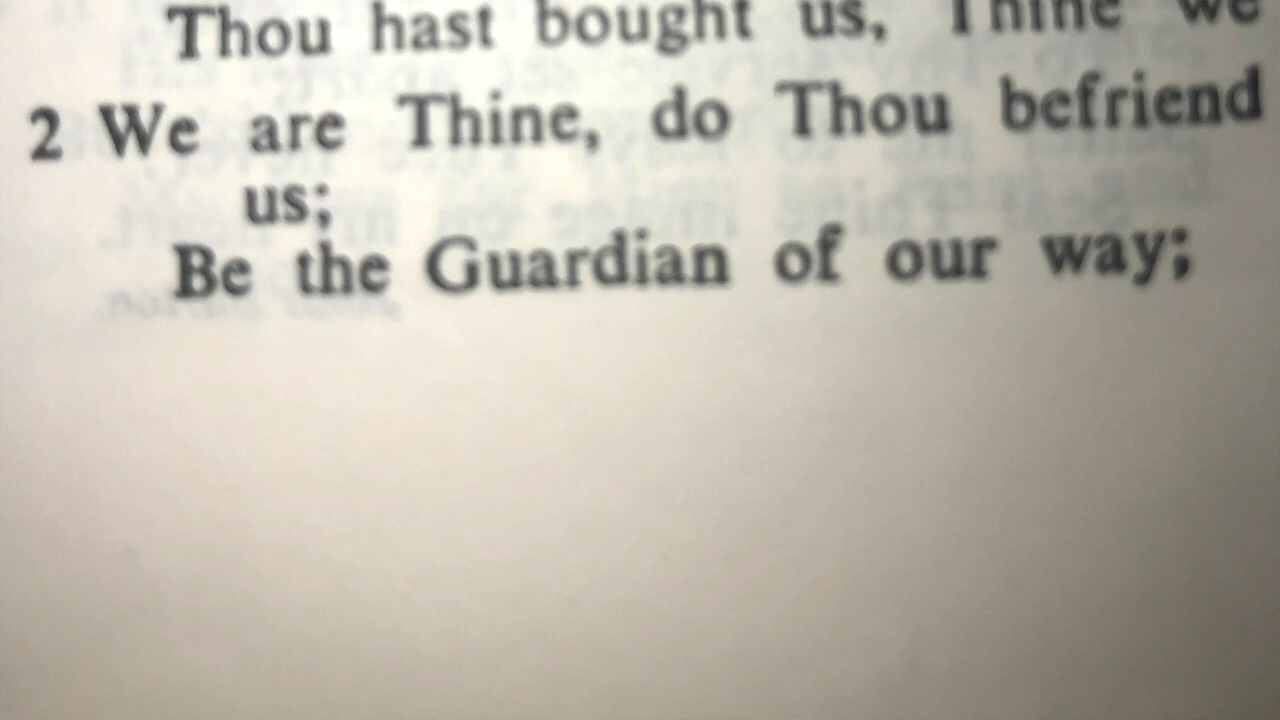 Thou hast bought us, Thine we
2 We are Thine, do Thou befriend
us;
Be the Guardian of our way;